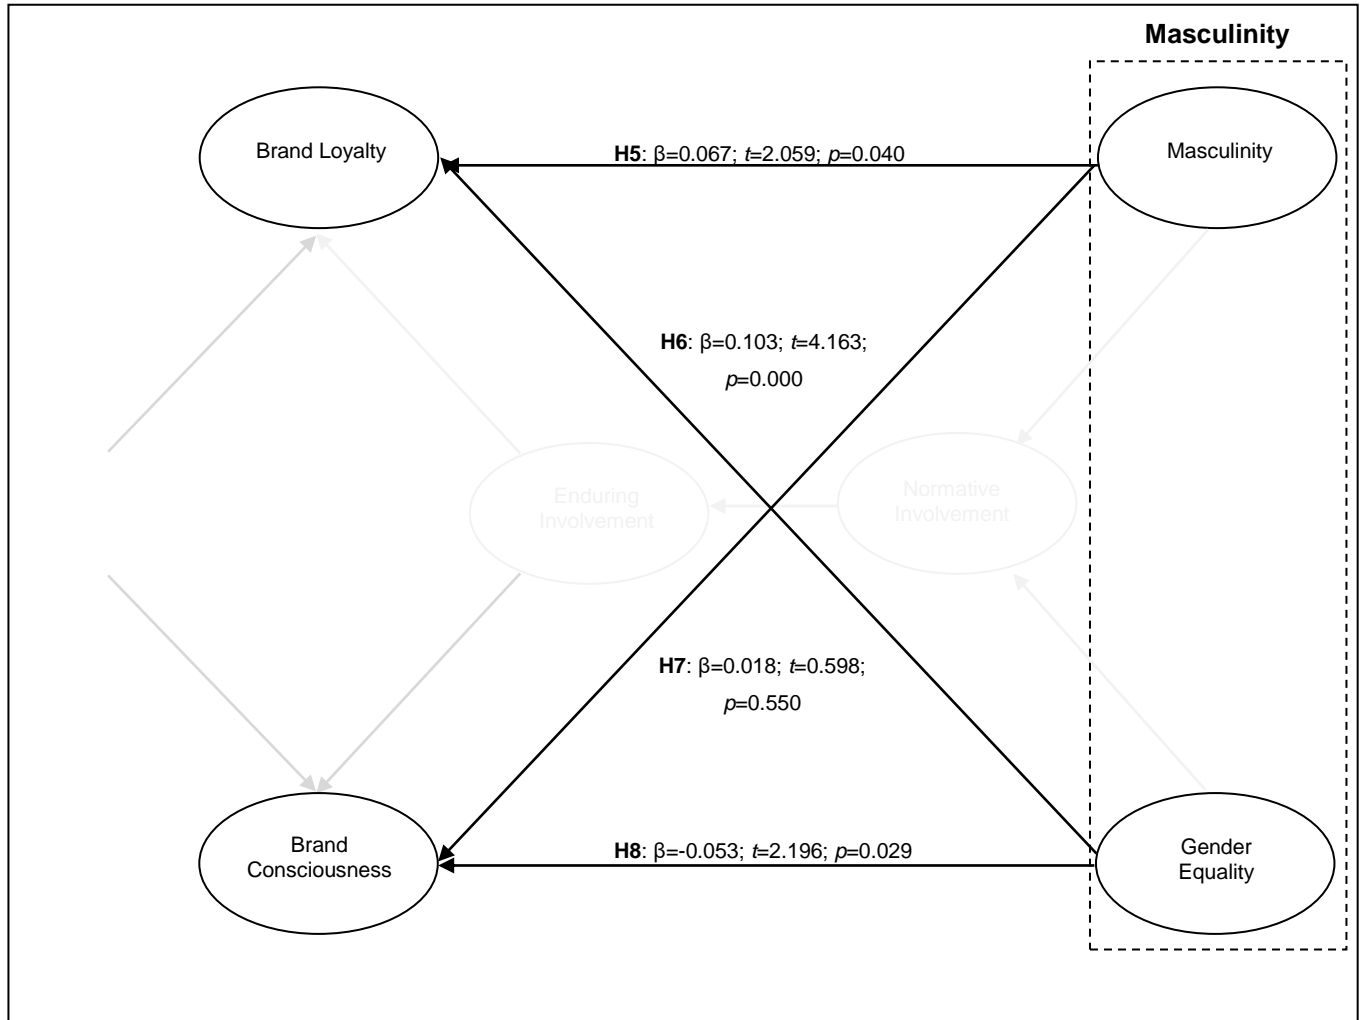 Masculinity
Brand Loyalty
H5: β=0.067; t=2.059; p=0.040
Masculinity
H6: β=0.103; t=4.163;
p=0.000
Enduring
Involvement
Normative
Involvement
H7: β=0.018; t=0.598;
p=0.550
Brand
Consciousness
H8: β=-0.053; t=2.196; p=0.029
Gender
Equality